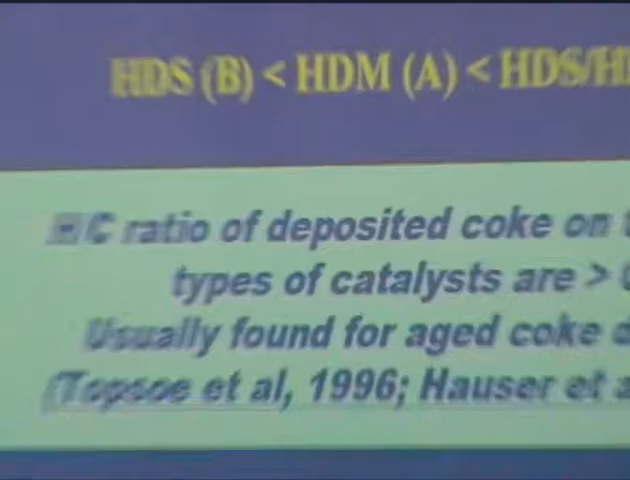 HDS (B) < HDM (A) < HDS/
H/C ratio of deposited coke on
types of catalysts are >
Usually found for aged coke
(Topsoe et al, 1996; Hauser et